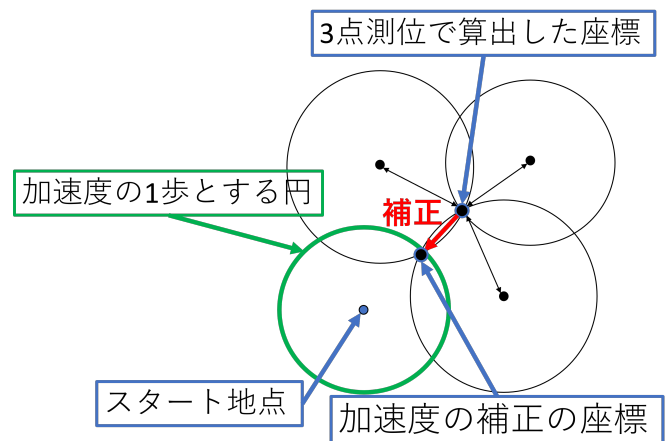 3点測位で算出した座標
加速度の1歩とする円
補正
スタート地点
加速度の補正の座標